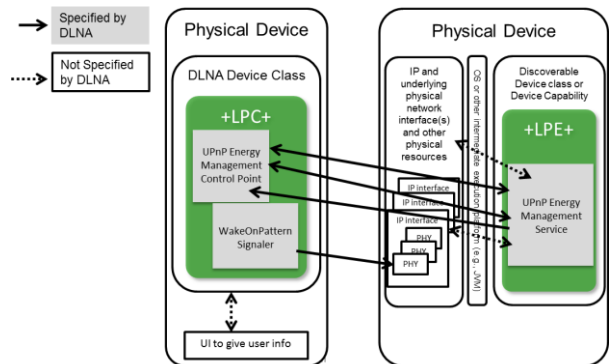 Specified by
DLNA
Not Specified
by DLNA
Physical Device
DLNA Device Class
+LPC+
UPnP Energy
Management
Control Point
WakeOnPattern
Signaler
UI to give user info
Physical Device
IP and
underlying
physical
network
interface(s)
and other
physical
resources
IP interface
IP interface
IP interface
PHY
PHY
PHY
OS or other intermediate execution platform (e.g., JVM)
Discoverable
Device class or
Device Capability
+LPE+
UPnP Energy
Management
Service